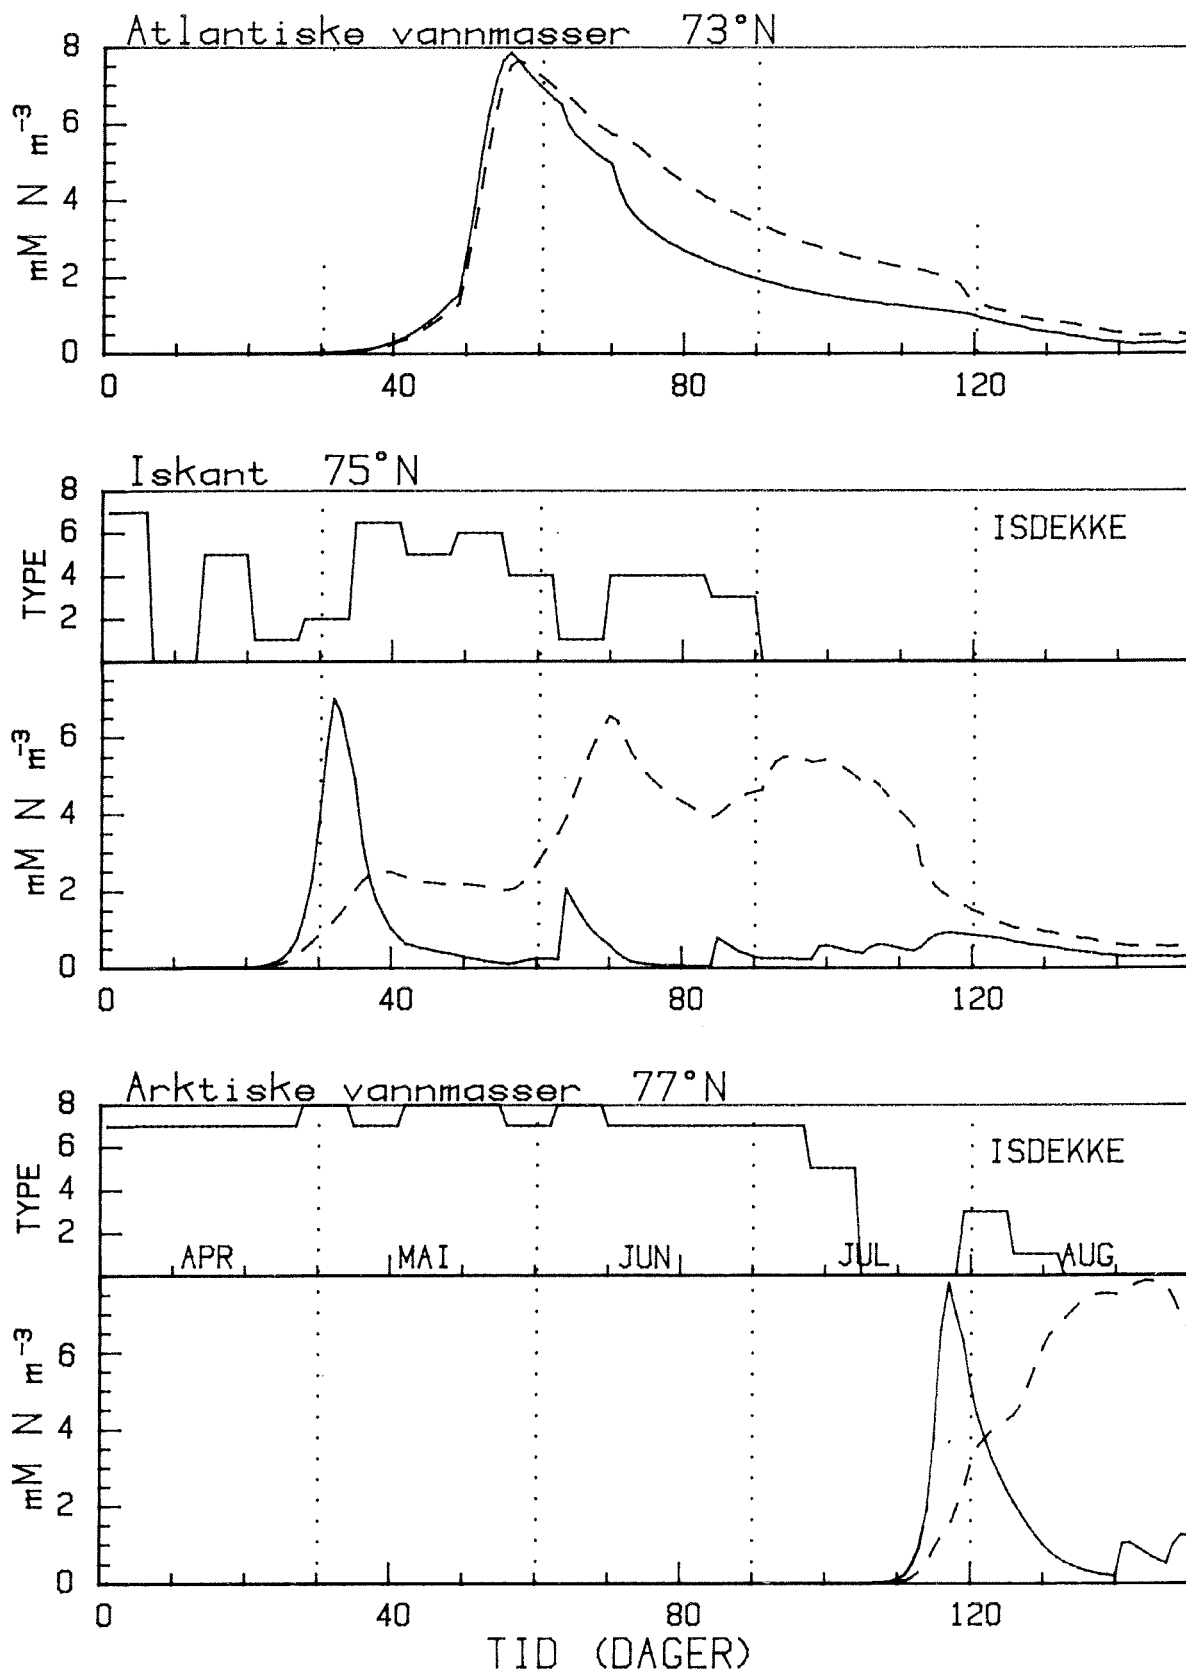 Atlantiske vannmasser 73°N
8
6
4
2
0
mM N m⁻³
0 40 80 120
Iskant 75°N
8
6
4
2
TYPE
ISDEKKE
6
4
2
0
mM N m⁻³
0 40 80 120
Arktiske vannmasser 77°N
8
6
4
2
TYPE
ISDEKKE
APR MAI JUN JUL AUG
6
4
2
0
mM N m⁻³
0 40 80 120
TID (DAGER)